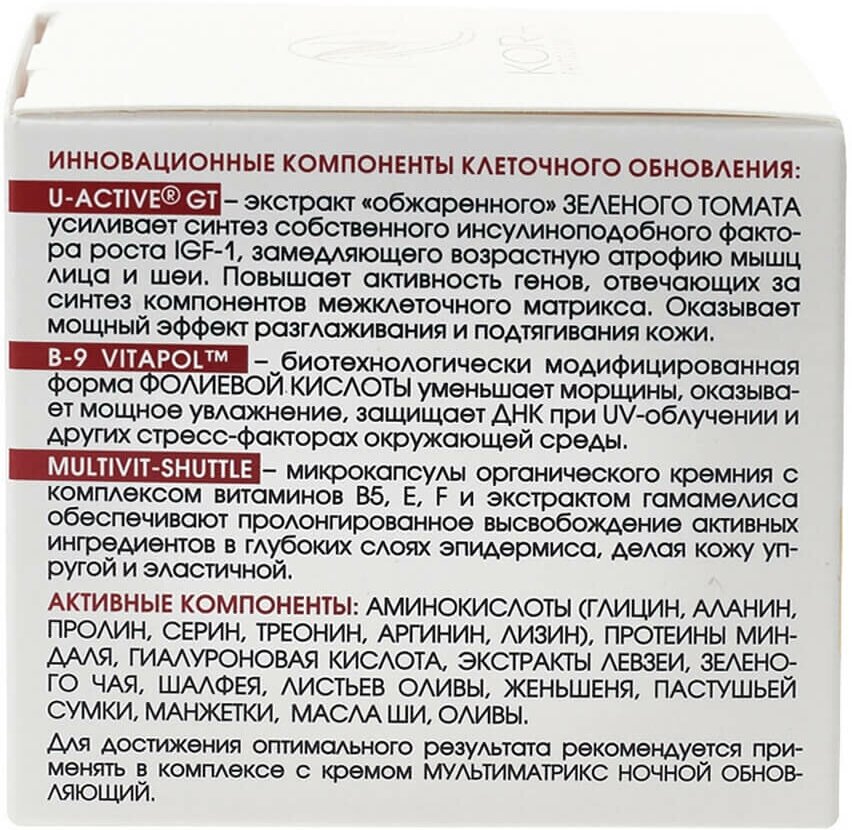 KOR
ИННОВАЦИОННЫЕ КОМПОНЕНТЫ КЛЕТОЧНОГО ОБНОВЛЕНИЯ:
U-ACTIVE® GT – экстракт «обжаренного» ЗЕЛЕНОГО ТОМАТА
усиливает синтез собственного инсулиноподобного факто-
ра роста IGF-1, замедляющего возрастную атрофию мышц
лица и шеи. Повышает активность генов, отвечающих за
синтез компонентов межклеточного матрикса. Оказывает
мощный эффект разглаживания и подтягивания кожи.
B-9 VITAPOL™ – биотехнологически модифицированная
форма ФОЛИЕВОЙ КИСЛОТЫ уменьшает морщины, оказыва-
ет мощное увлажнение, защищает ДНК при UV-облучении и
других стресс-факторах окружающей среды.
MULTIVIT-SHUTTLE – микрокапсулы органического кремния с
комплексом витаминов B5, E, F и экстрактом гамамелиса
обеспечивают пролонгированное высвобождение активных
ингредиентов в глубоких слоях эпидермиса, делая кожу уп-
ругой и эластичной.
АКТИВНЫЕ КОМПОНЕНТЫ: АМИНОКИСЛОТЫ (ГЛИЦИН, АЛАНИН,
ПРОЛИН, СЕРИН, ТРЕОНИН, АРГИНИН, ЛИЗИН), ПРОТЕИНЫ МИН-
ДАЛЯ, ГИАЛУРОНОВАЯ КИСЛОТА, ЭКСТРАКТЫ ЛЕВЗЕИ, ЗЕЛЕНО-
ГО ЧАЯ, ШАЛФЕЯ, ЛИСТЬЕВ ОЛИВЫ, ЖЕНЬШЕНЯ, ПАСТУШЬЕЙ
СУМКИ, МАНЖЕТКИ, МАСЛА ШИ, ОЛИВЫ.
Для достижения оптимального результата рекомендуется при-
менять в комплексе с кремом МУЛЬТИМАТРИКС НОЧНОЙ ОБНОВ-
ЛЯЮЩИЙ.